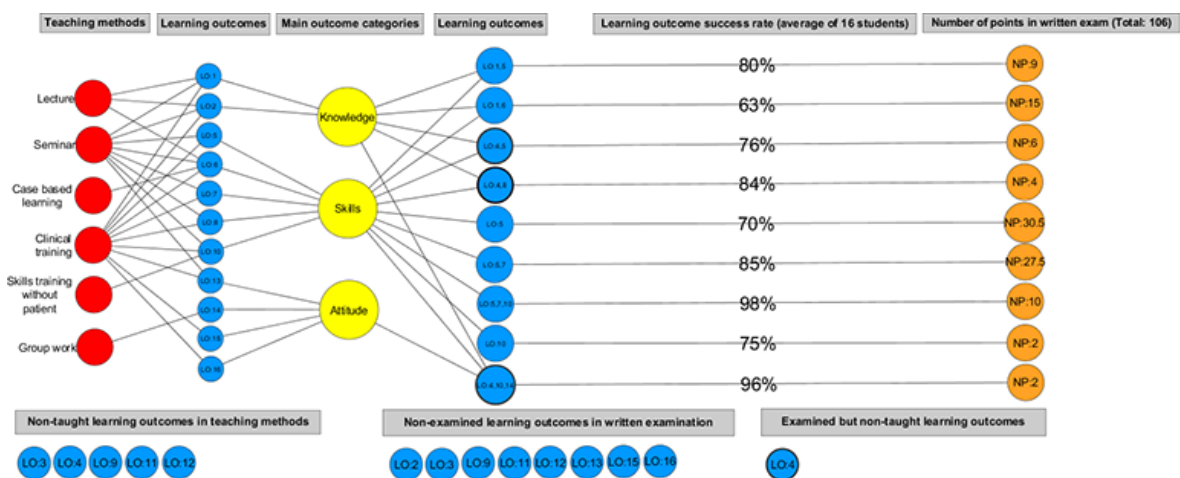 Teaching methods
Learning outcomes
Main outcome categories
Learning outcomes
Learning outcome success rate (average of 16 students)
Number of points in written exam (Total: 106)
Lecture
Seminar
Case based
learning
Clinical
training
Skills training
without
patient
Group work
LO:1
LO:2
LO:5
LO:6
LO:7
LO:8
LO:10
LO:13
LO:14
LO:15
LO:16
Knowledge
Skills
Attitude
LO:1,5
80%
NP:9
LO:1,6
63%
NP:15
LO:4,5
76%
NP:6
LO:4,8
84%
NP:4
LO:5
70%
NP:30.5
85%
NP:27.5
LO:5,7,10
98%
NP:10
LO:10
75%
NP:2
LO:4,10,14
96%
NP:2
Non-taught learning outcomes in teaching methods
Non-examined learning outcomes in written examination
Examined but non-taught learning outcomes
LO:3 LO:4 LO:9 LO:11 LO:12
LO:2 LO:3 LO:9 LO:11 LO:12 LO:13 LO:15 LO:16
LO:4